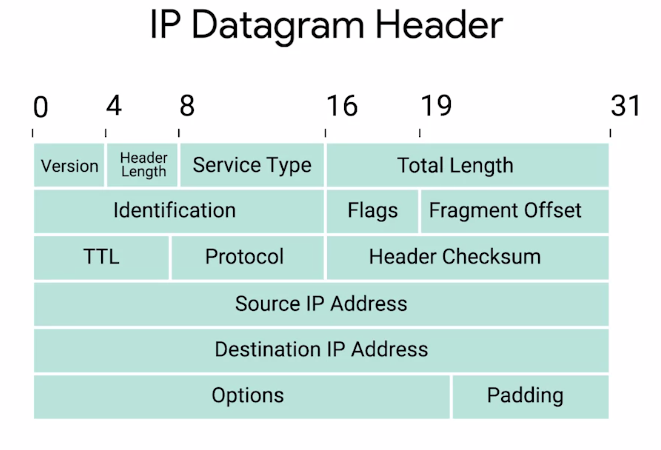 IP Datagram Header
0 4 8 16 19 31
Version Header Length Service Type Total Length
Identification Flags Fragment Offset
TTL Protocol Header Checksum
Source IP Address
Destination IP Address
Options Padding